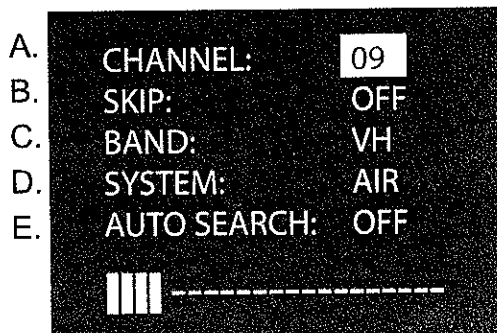 A. CHANNEL: 09
B. SKIP: OFF
C. BAND: VH
D. SYSTEM: AIR
E. AUTO SEARCH: OFF